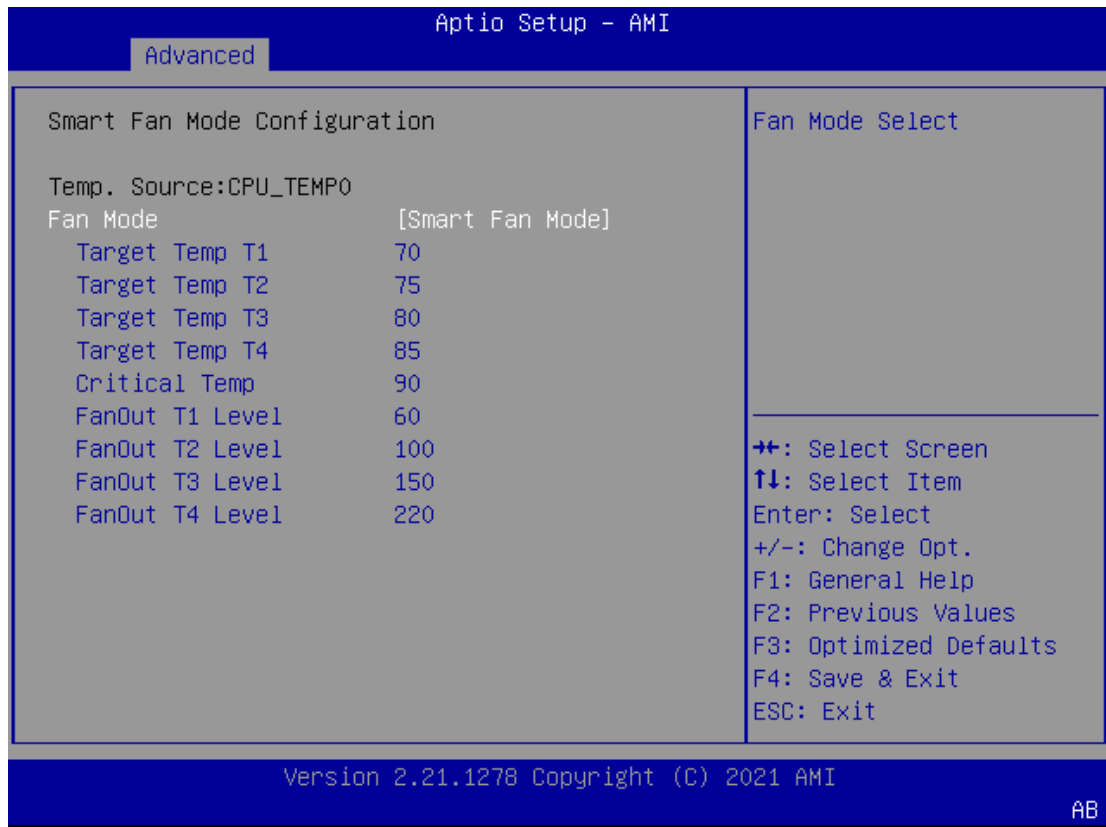 Aptio Setup – AMI
Advanced
Smart Fan Mode Configuration
Temp. Source:CPU_TEMP0
Fan Mode [Smart Fan Mode]
Target Temp T1 70
Target Temp T2 75
Target Temp T3 80
Target Temp T4 85
Critical Temp 90
FanOut T1 Level 60
FanOut T2 Level 100
FanOut T3 Level 150
FanOut T4 Level 220
Fan Mode Select
→←: Select Screen
↑↓: Select Item
Enter: Select
+/-: Change Opt.
F1: General Help
F2: Previous Values
F3: Optimized Defaults
F4: Save & Exit
ESC: Exit
Version 2.21.1278 Copyright (C) 2021 AMI
AB